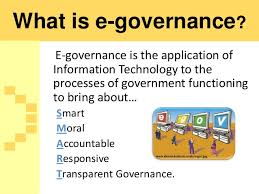 What is e-governance?
E-governance is the application of
Information Technology to the
processes of government functioning
to bring about…
Smart
Moral
Accountable
Responsive
Transparent Governance.
e GOV